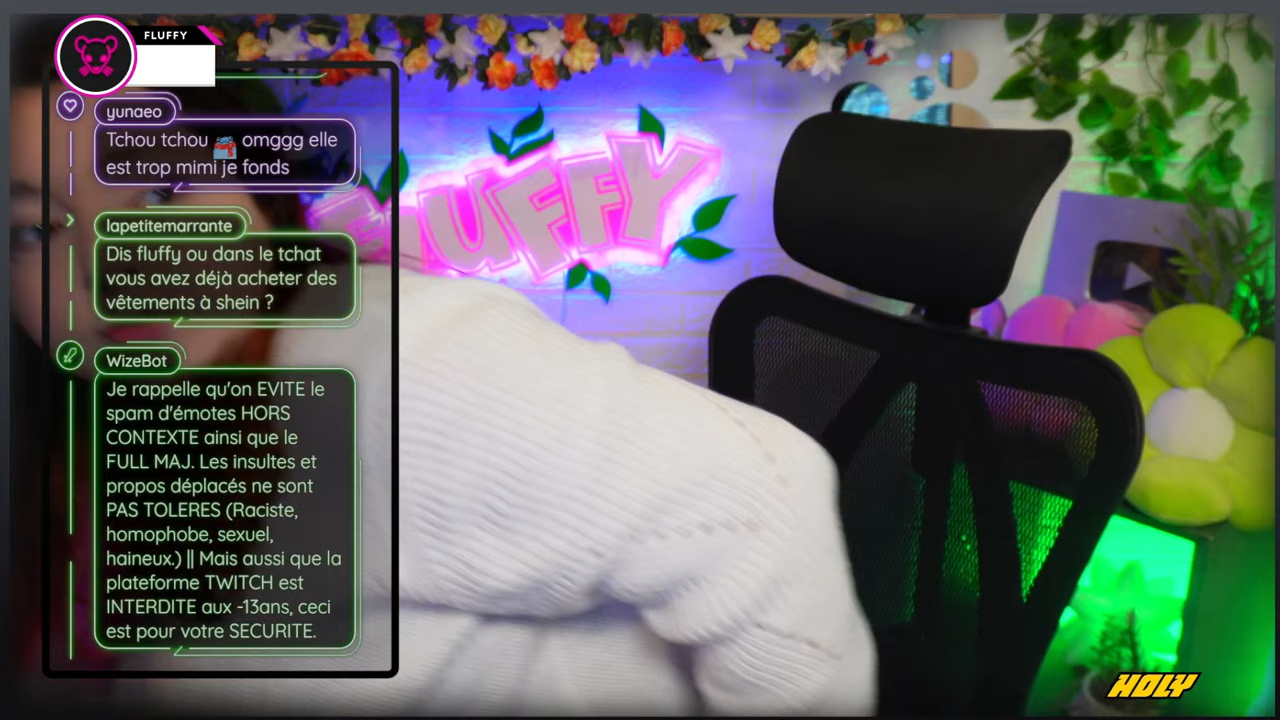 FLUFFY
yunaeo
Tchou tchou omggg elle
est trop mimi je fonds
lapetitemarrante
Dis fluffy ou dans le tchat
vous avez déjà acheter des
vêtements à shein ?
WizeBot
Je rappelle qu'on EVITE le
spam d'émotes HORS
CONTEXTE ainsi que le
FULL MAJ. Les insultes et
propos déplacés ne sont
PAS TOLERES (Raciste,
homophobe, sexuel,
haineux.) || Mais aussi que la
plateforme TWITCH est
INTERDITE aux -13ans, ceci
est pour votre SECURITE.
FLUFFY
HOLY